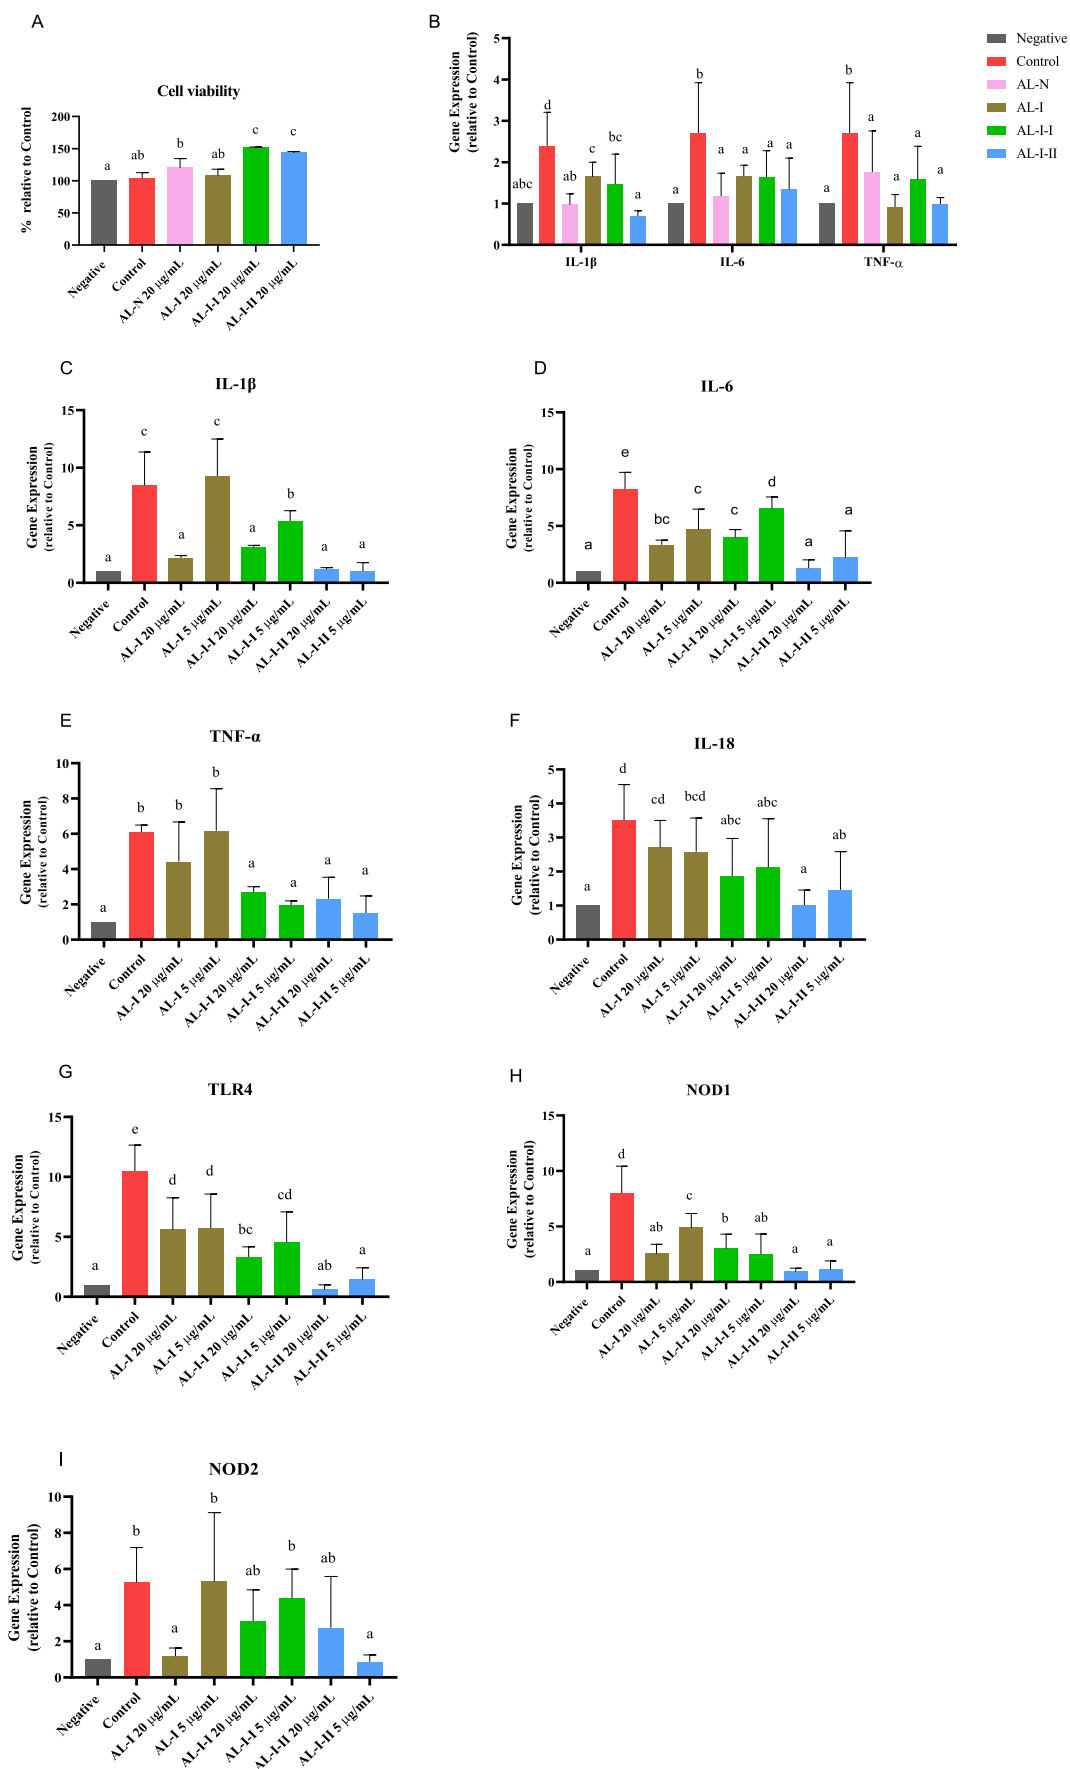 A
Cell viability
% relative to Control
200
150
100
50
0
a
ab
b
ab
c
c
Negative
Control
AL-N 20 μg/mL
AL-I 20 μg/mL
AL-I-I 20 μg/mL
AL-I-II 20 μg/mL
B
Gene Expression
(relative to Control)
5
4
3
2
1
0
abc
d
ab
c
bc
a
a
b
a
a
a
a
a
b
a
a
a
a
IL-1β
IL-6
TNF-α
Negative
Control
AL-N
AL-I
AL-I-I
AL-I-II
C
IL-1β
Gene Expression
(relative to Control)
15
10
5
0
a
c
a
c
a
b
a
a
Negative
Control
AL-I 20 μg/mL
AL-I 5 μg/mL
AL-I-I 20 μg/mL
AL-I-I 5 μg/mL
AL-I-II 20 μg/mL
AL-I-II 5 μg/mL
D
IL-6
Gene Expression
(relative to Control)
15
10
5
0
a
e
bc
c
c
d
a
a
Negative
Control
AL-I 20 μg/mL
AL-I 5 μg/mL
AL-I-I 20 μg/mL
AL-I-I 5 μg/mL
AL-I-II 20 μg/mL
AL-I-II 5 μg/mL
E
TNF-α
Gene Expression
(relative to Control)
10
8
6
4
2
0
a
b
b
b
a
a
a
a
Negative
Control
AL-I 20 μg/mL
AL-I 5 μg/mL
AL-I-I 20 μg/mL
AL-I-I 5 μg/mL
AL-I-II 20 μg/mL
AL-I-II 5 μg/mL
F
IL-18
Gene Expression
(relative to Control)
5
4
3
2
1
0
a
d
cd
bcd
abc
abc
a
ab
Negative
Control
AL-I 20 μg/mL
AL-I 5 μg/mL
AL-I-I 20 μg/mL
AL-I-I 5 μg/mL
AL-I-II 20 μg/mL
AL-I-II 5 μg/mL
G
TLR4
Gene Expression
(relative to Control)
15
10
5
0
a
e
d
d
bc
cd
ab
a
Negative
Control
AL-I 20 μg/mL
AL-I 5 μg/mL
AL-I-I 20 μg/mL
AL-I-I 5 μg/mL
AL-I-II 20 μg/mL
AL-I-II 5 μg/mL
H
NOD1
Gene Expression
(relative to Control)
15
10
5
0
a
d
ab
c
b
ab
a
a
Negative
Control
AL-I 20 μg/mL
AL-I 5 μg/mL
AL-I-I 20 μg/mL
AL-I-I 5 μg/mL
AL-I-II 20 μg/mL
AL-I-II 5 μg/mL
I
NOD2
Gene Expression
(relative to Control)
10
8
6
4
2
0
a
b
a
b
ab
b
ab
a
Negative
Control
AL-I 20 μg/mL
AL-I 5 μg/mL
AL-I-I 20 μg/mL
AL-I-I 5 μg/mL
AL-I-II 20 μg/mL
AL-I-II 5 μg/mL